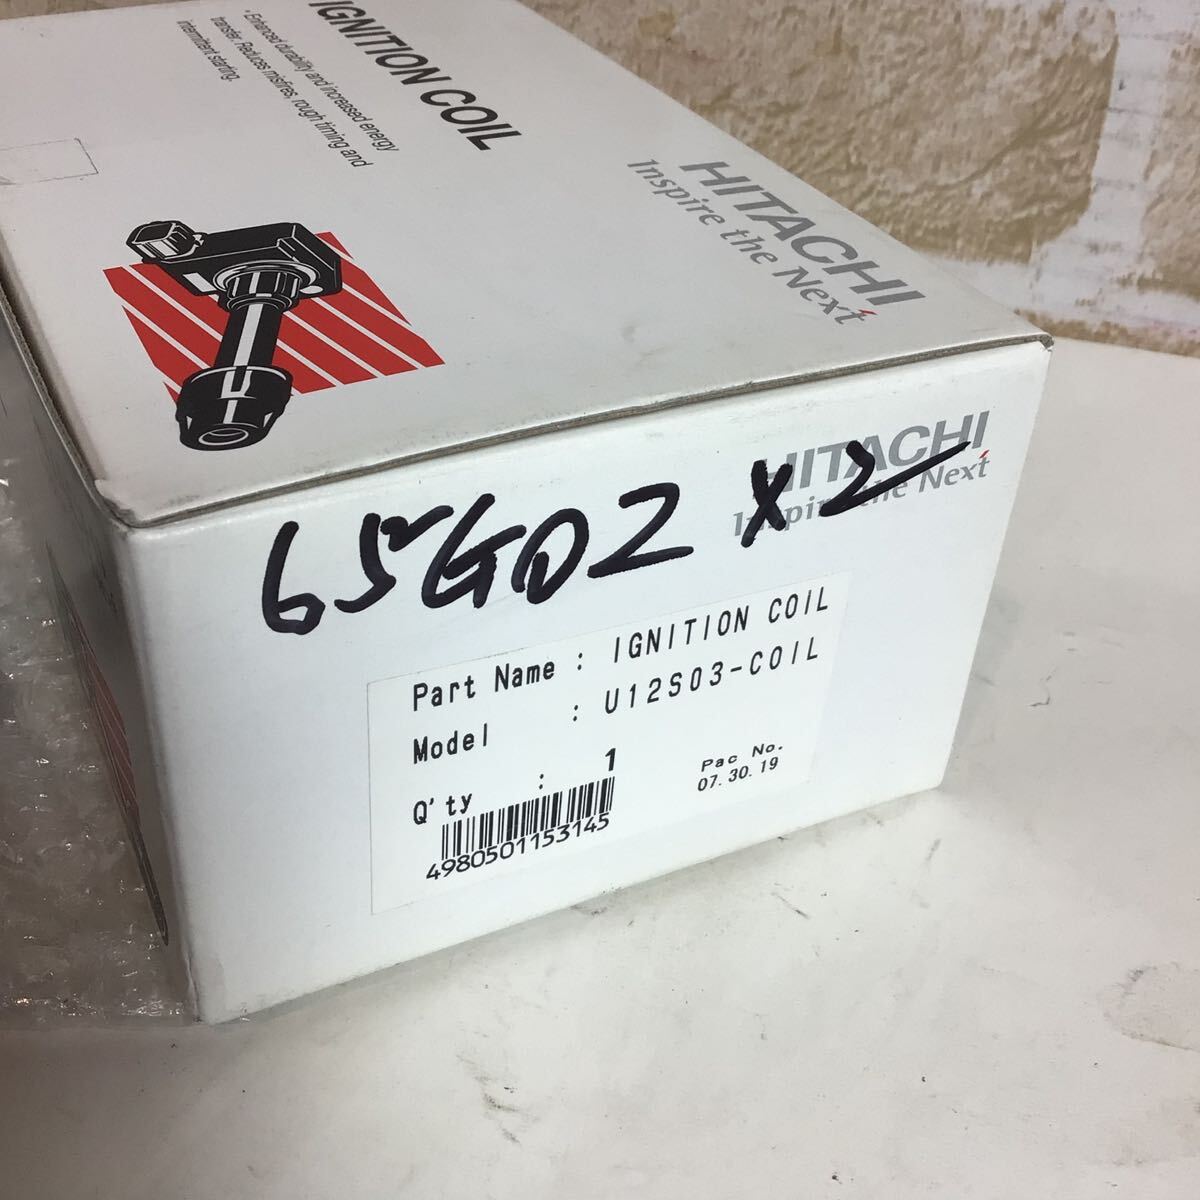 IGNITION COIL
* Enhanced durability and increased energy
transfer. Reduces misfires, rough timing and
intermittent starting.
HITACHI
Inspire the Next
HITACHI
Inspire the Next
65GD2 x2
Part Name : IGNITION COIL
Model : U12S03-COIL
Q'ty : 1
Pac No.
07.30.19
4980501153145